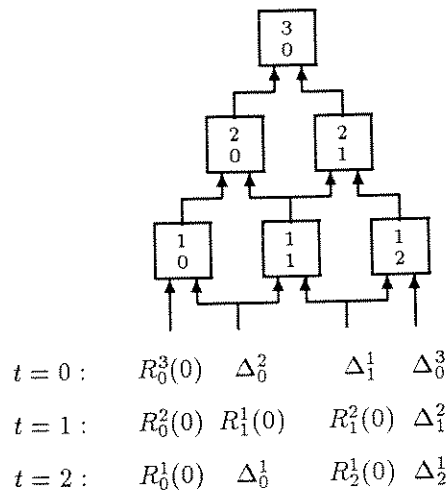 3
0
2 2
0 1
1 1 1
0 1 2
t = 0 : R_0^3(0) Δ_0^2 Δ_1^1 Δ_0^3
t = 1 : R_0^2(0) R_1^1(0) R_1^2(0) Δ_1^2
t = 2 : R_0^1(0) Δ_0^1 R_2^1(0) Δ_2^1